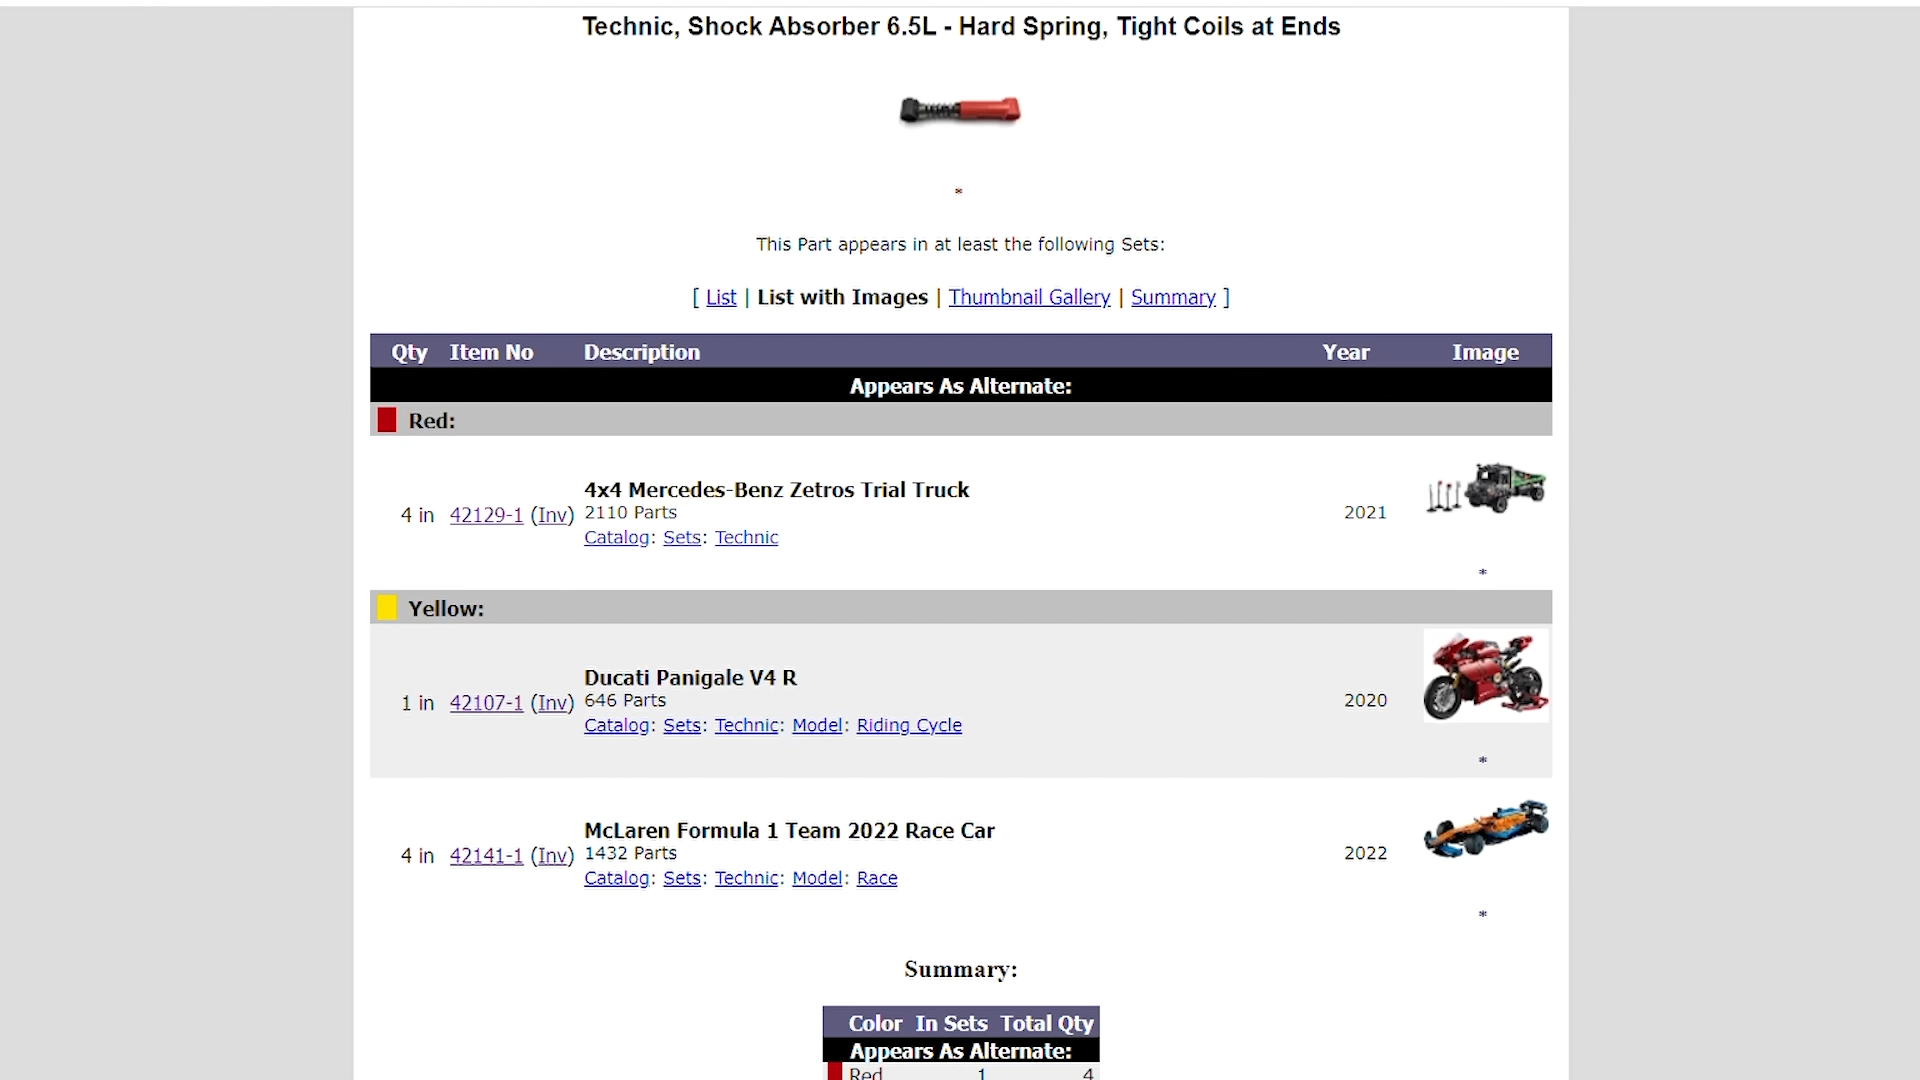 Technic, Shock Absorber 6.5L - Hard Spring, Tight Coils at Ends
*
This Part appears in at least the following Sets:
[ List | List with Images | Thumbnail Gallery | Summary ]
Qty Item No Description Year Image
Appears As Alternate:
Red:
4x4 Mercedes-Benz Zetros Trial Truck
4 in 42129-1 (Inv) 2110 Parts 2021
Catalog: Sets: Technic
*
Yellow:
Ducati Panigale V4 R
1 in 42107-1 (Inv) 646 Parts 2020
Catalog: Sets: Technic: Model: Riding Cycle
*
McLaren Formula 1 Team 2022 Race Car
4 in 42141-1 (Inv) 1432 Parts 2022
Catalog: Sets: Technic: Model: Race
*
Summary:
Color In Sets Total Qty
Appears As Alternate:
Red 1 4